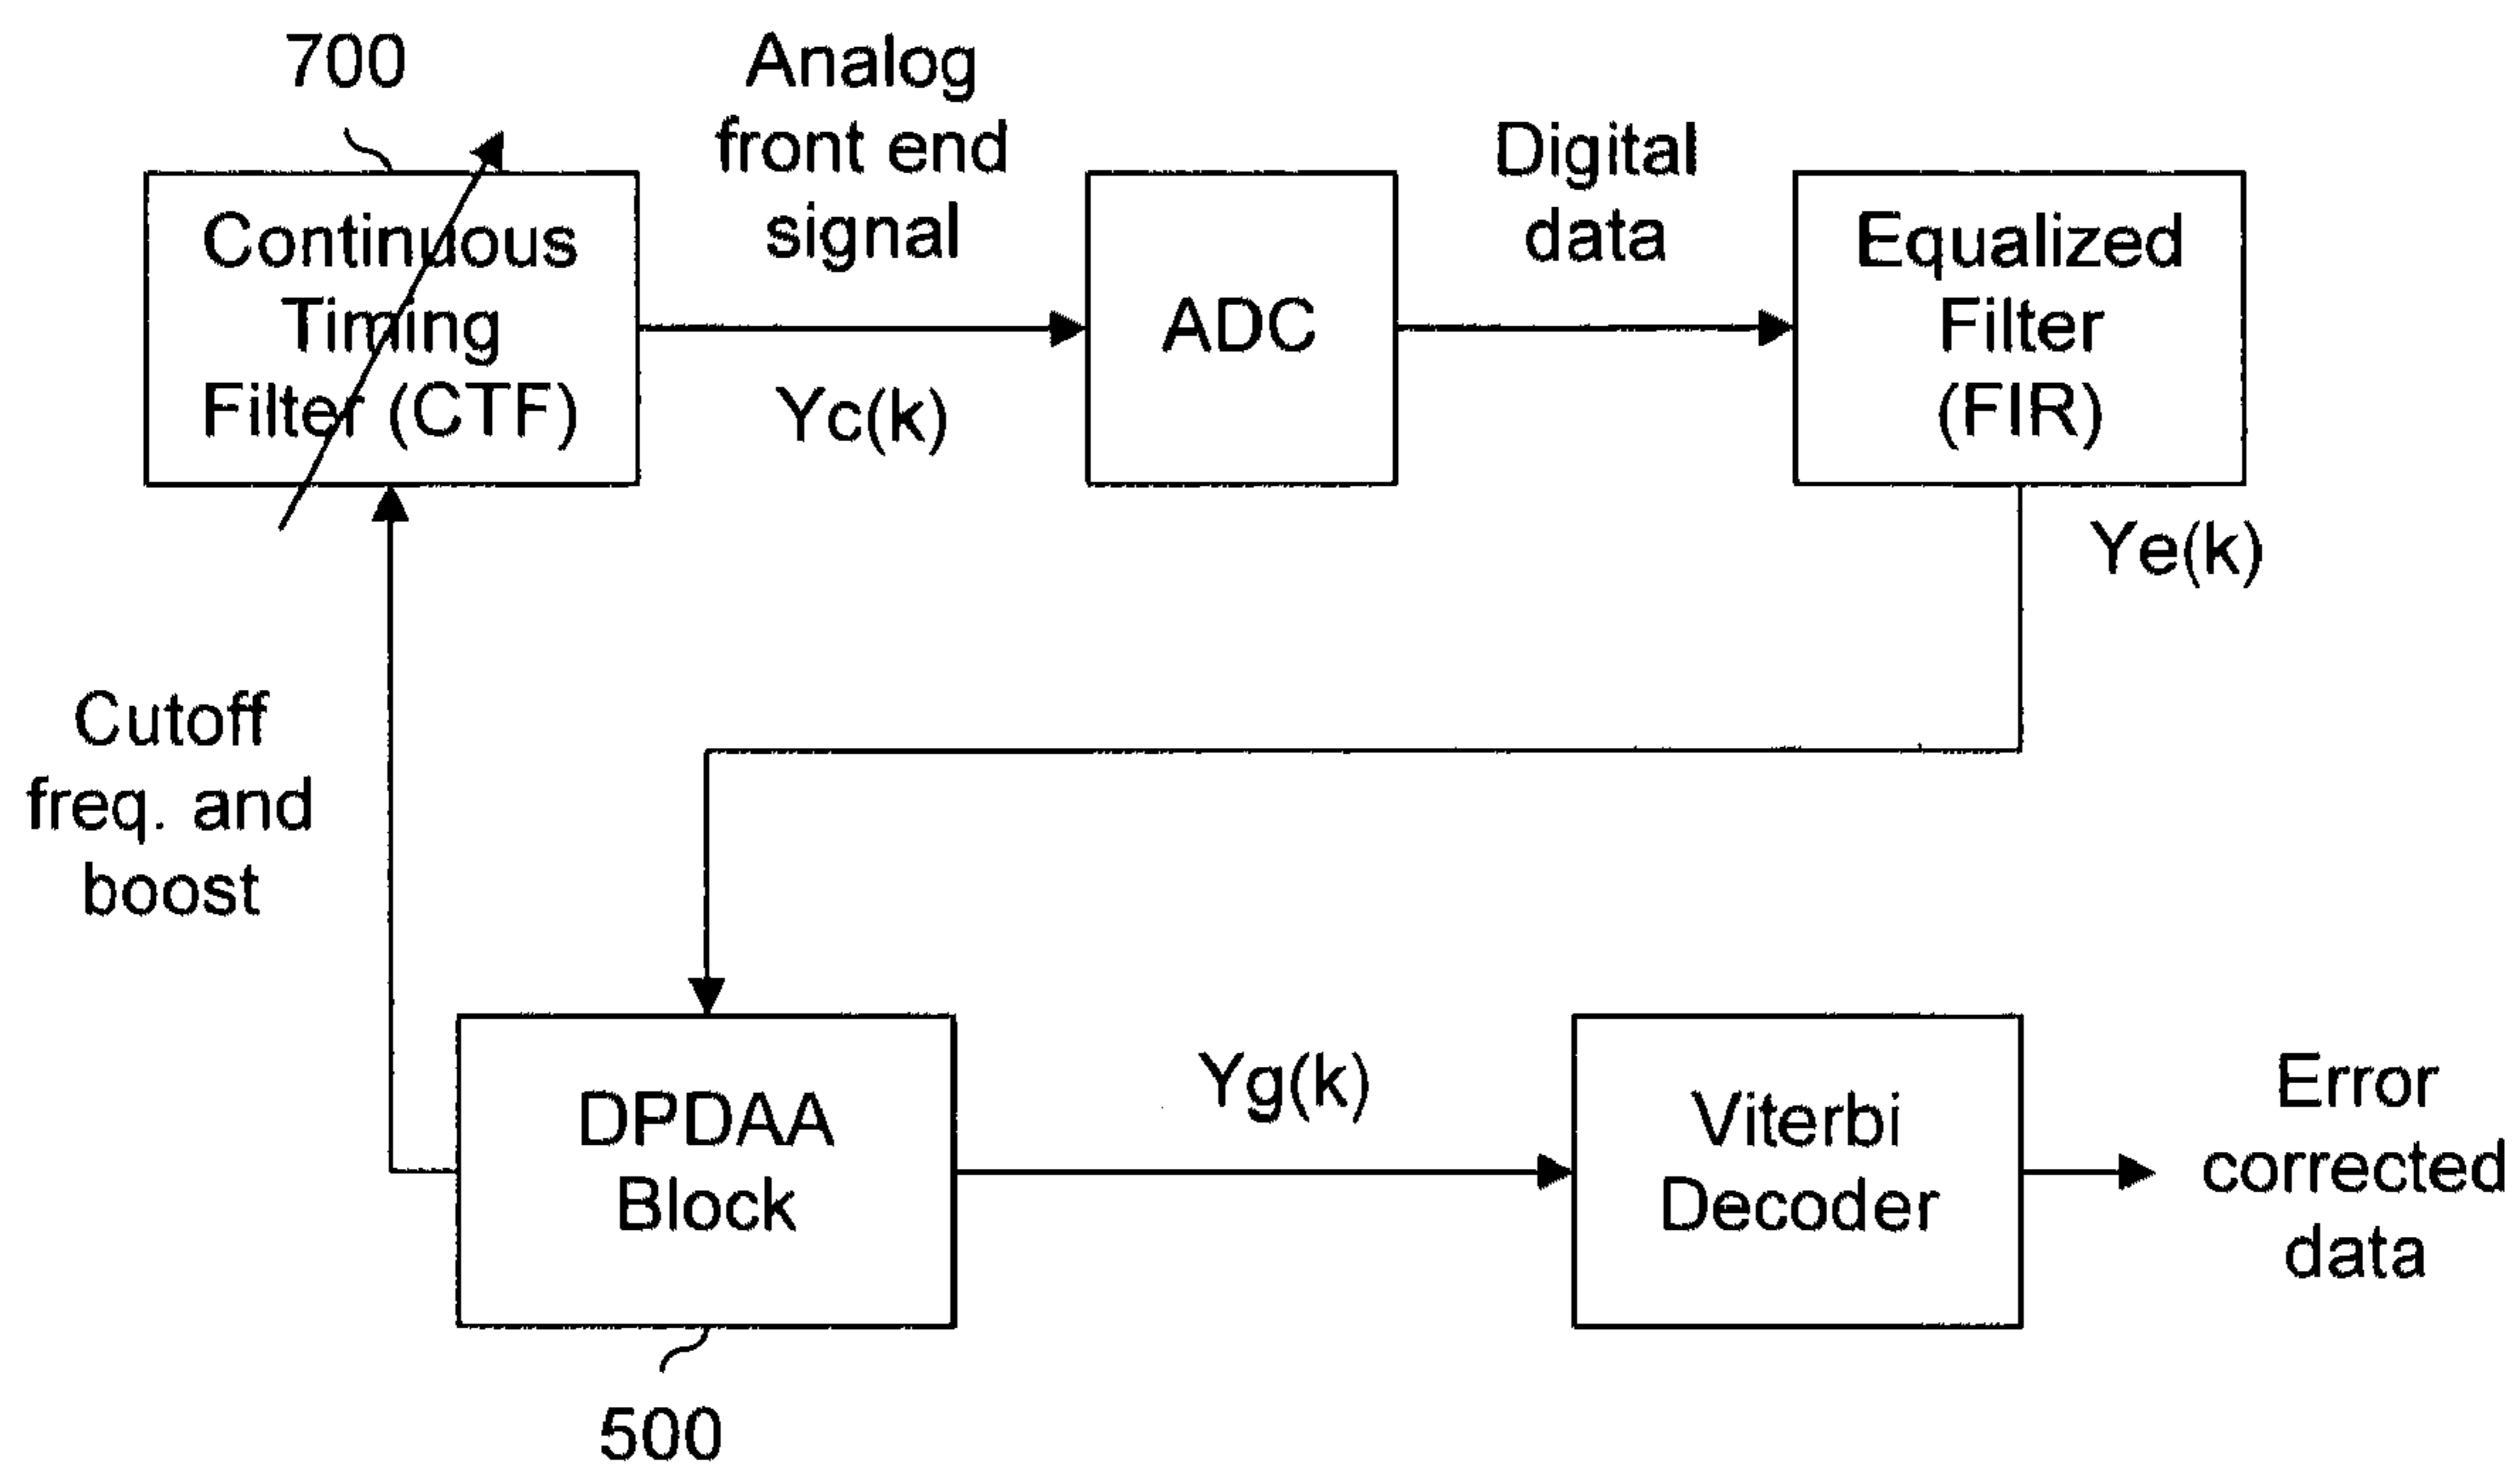 700
Analog
front end
signal
Digital
data
Continuous
Timing
Filter (CTF)
ADC
Equalized
Filter
(FIR)
Yc(k)
Ye(k)
Cutoff
freq. and
boost
DPDAA
Block
Yg(k)
Viterbi
Decoder
Error
corrected
data
500